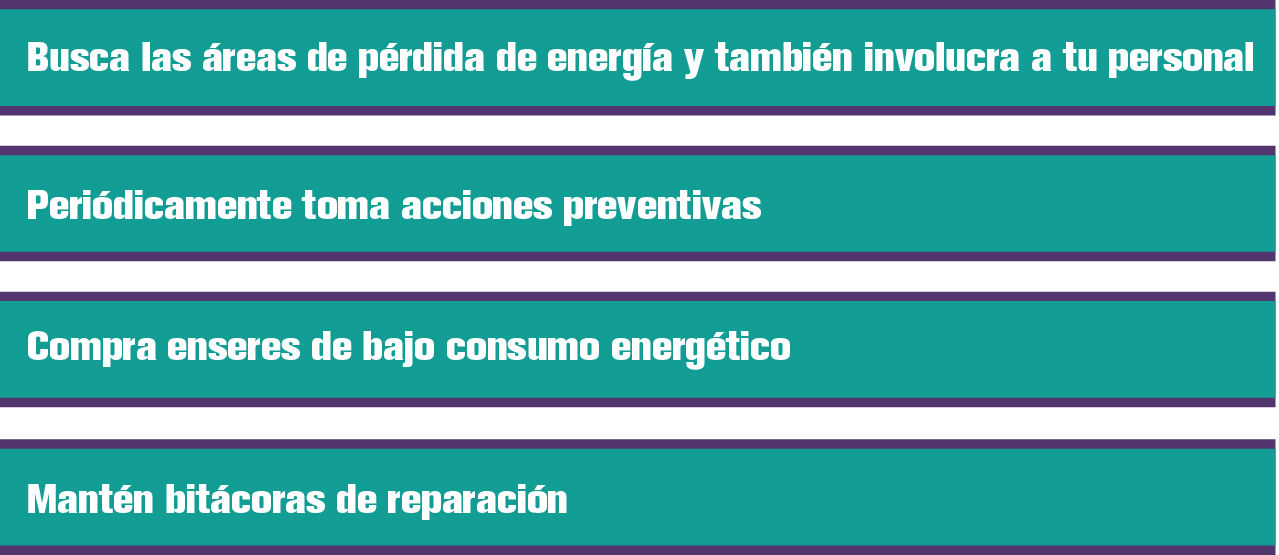 Busca las áreas de pérdida de energía y también involucra a tu personal
Periódicamente toma acciones preventivas
Compra enseres de bajo consumo energético
Mantén bitácoras de reparación